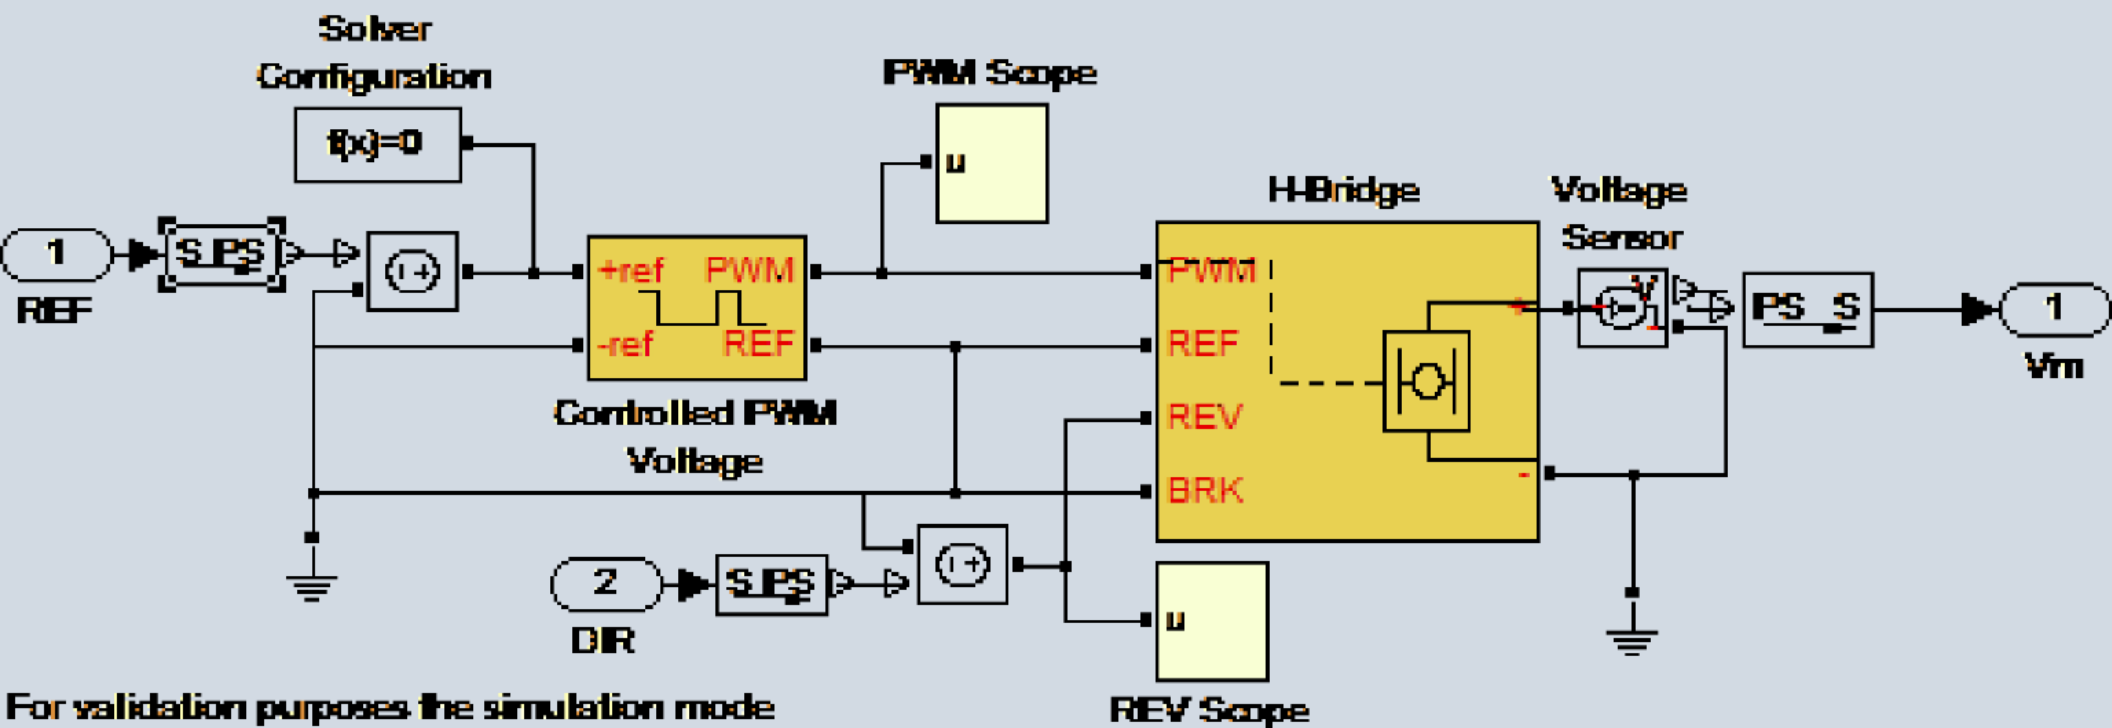 Solver
Configuration
f(x)=0
PWM Scope
u
H-Bridge
Voltage
Sensor
1
REF
S PS
+ref
PWM
-ref
REF
Controlled PWM
Voltage
PWM
REF
REV
BRK
+
-
V
PS S
1
Vm
2
DIR
S PS
u
REV Scope
For validation purposes the simulation mode